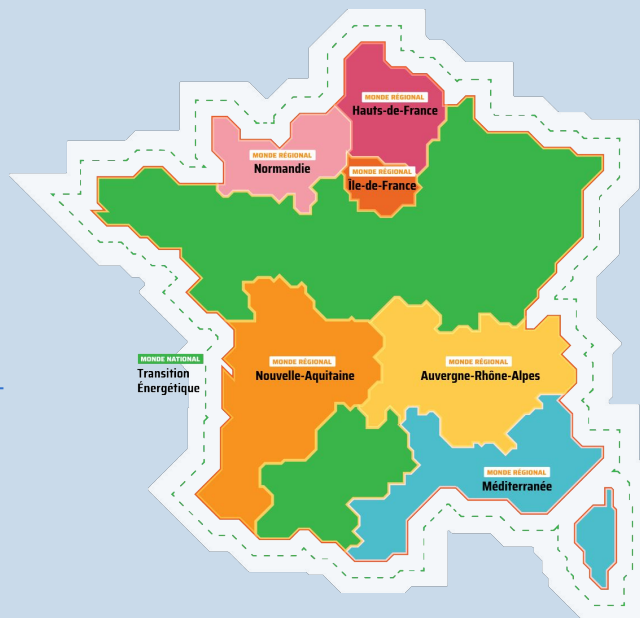 MONDE RÉGIONAL
Hauts-de-France
MONDE RÉGIONAL
Normandie
MONDE RÉGIONAL
Île-de-France
MONDE NATIONAL
Transition
Énergétique
MONDE RÉGIONAL
Nouvelle-Aquitaine
MONDE RÉGIONAL
Auvergne-Rhône-Alpes
MONDE RÉGIONAL
Méditerranée